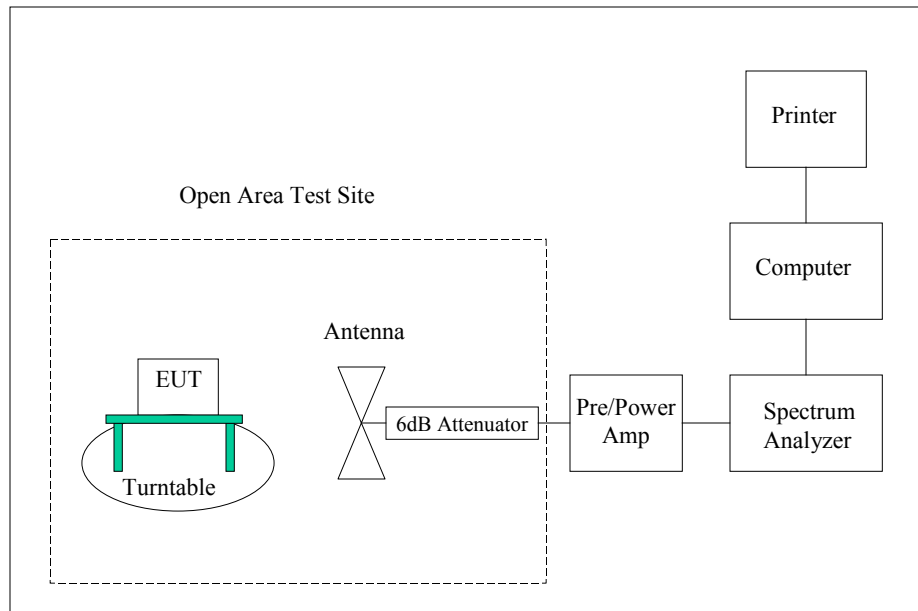 Printer
Open Area Test Site
Computer
Antenna
EUT
6dB Attenuator
Pre/Power
Amp
Spectrum
Analyzer
Turntable